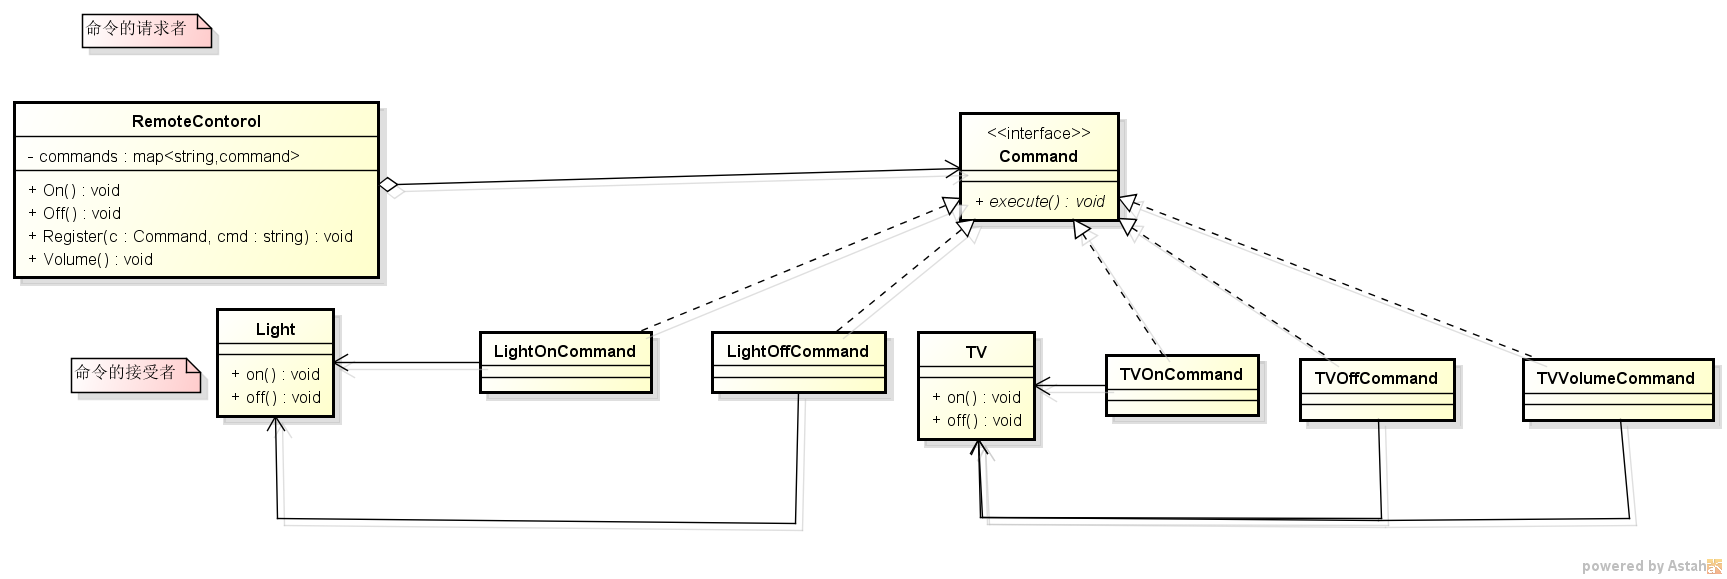 命令的请求者
RemoteContorol
- commands : map<string,command>
+ On() : void
+ Off() : void
+ Register(c : Command, cmd : string) : void
+ Volume() : void
<<interface>>
Command
+ execute() : void
命令的接受者
Light
+ on() : void
+ off() : void
LightOnCommand
LightOffCommand
TV
+ on() : void
+ off() : void
TVOnCommand
TVOffCommand
TVVolumeCommand
powered by Astah